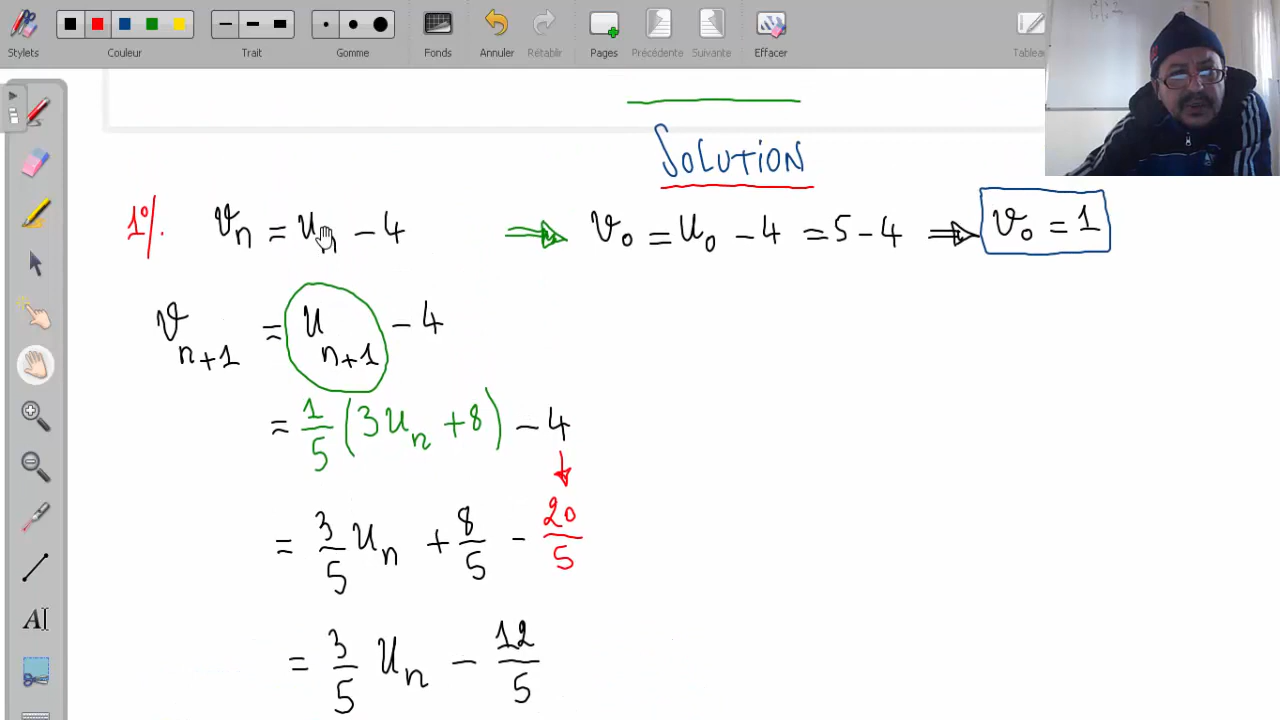 Stylets Couleur Trait Gomme Fonds Annuler Rétablir Pages Précédente Suivante Effacer Tableau
SOLUTION
1°/. vₙ = uₙ - 4 ⟹ v₀ = u₀ - 4 = 5 - 4 ⟹ v₀ = 1
vₙ₊₁ = uₙ₊₁ - 4
= 1/5 (3uₙ + 8) - 4
= 3/5 uₙ + 8/5 - 20/5
= 3/5 uₙ - 12/5
AI